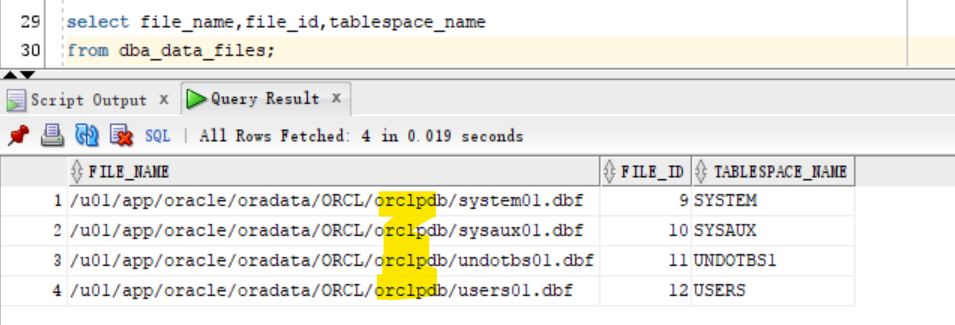 29 select file_name,file_id,tablespace_name
30 from dba_data_files;
Script Output x Query Result x
SQL | All Rows Fetched: 4 in 0.019 seconds
FILE_NAME FILE_ID TABLESPACE_NAME
1 /u01/app/oracle/oradata/ORCL/orclpdb/system01.dbf 9 SYSTEM
2 /u01/app/oracle/oradata/ORCL/orclpdb/sysaux01.dbf 10 SYSAUX
3 /u01/app/oracle/oradata/ORCL/orclpdb/undotbs01.dbf 11 UNDOTBS1
4 /u01/app/oracle/oradata/ORCL/orclpdb/users01.dbf 12 USERS